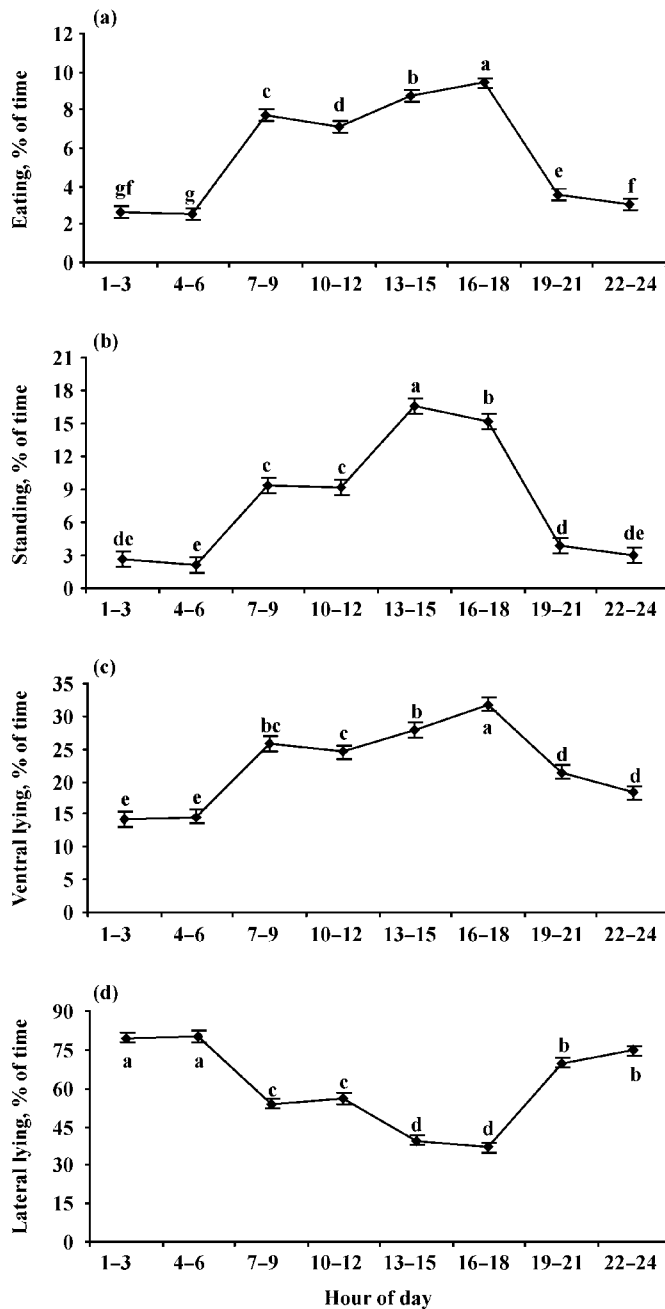 (a)
Eating, % of time
12
10
8
6
4
2
0
gf
g
c
d
b
a
e
f
1–3 4–6 7–9 10–12 13–15 16–18 19–21 22–24
(b)
Standing, % of time
21
18
15
12
9
6
3
0
de
e
c
c
a
b
d
de
1–3 4–6 7–9 10–12 13–15 16–18 19–21 22–24
(c)
Ventral lying, % of time
35
30
25
20
15
10
5
0
e
e
bc
c
b
a
d
d
1–3 4–6 7–9 10–12 13–15 16–18 19–21 22–24
(d)
Lateral lying, % of time
90
75
60
45
30
15
0
a
a
c
c
d
d
b
b
1–3 4–6 7–9 10–12 13–15 16–18 19–21 22–24
Hour of day